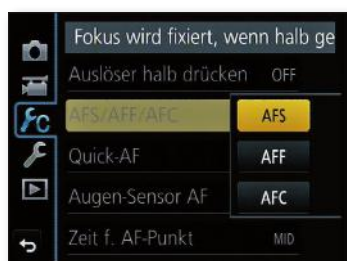 Fokus wird fixiert, wenn halb ge
Auslöser halb drücken OFF
AFS/AFF/AFC AFS
AFF
Quick-AF
Augen-Sensor AF AFC
Zeit f. AF-Punkt MID